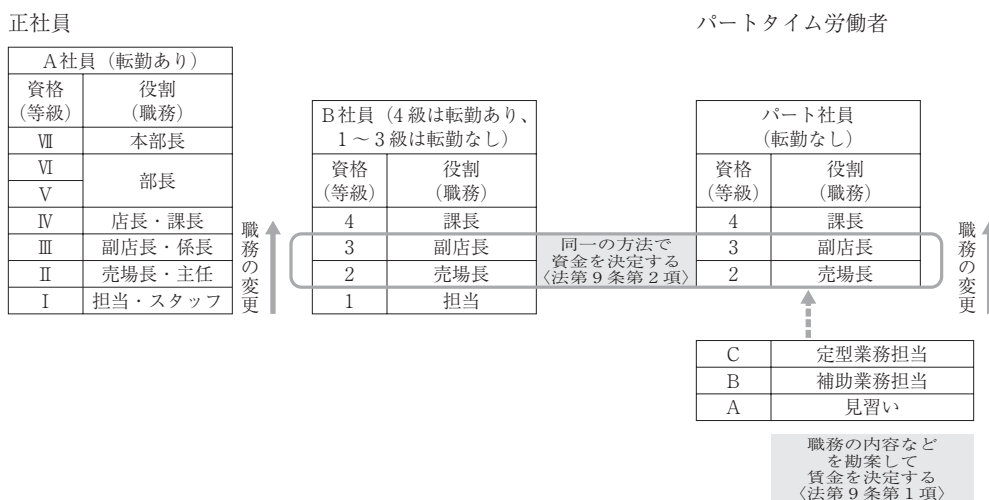 正社員
パートタイム労働者
A社員（転勤あり）
資格
（等級）
役割
（職務）
Ⅶ 本部長
Ⅵ
Ⅴ
部長
Ⅳ 店長・課長
Ⅲ 副店長・係長
Ⅱ 売場長・主任
Ⅰ 担当・スタッフ
職務の変更
B社員（4級は転勤あり、
1～3級は転勤なし）
資格
（等級）
役割
（職務）
4 課長
3 副店長
2 売場長
1 担当
同一の方法で
資金を決定する
〈法第9条第2項〉
パート社員
（転勤なし）
資格
（等級）
役割
（職務）
4 課長
3 副店長
2 売場長
職務の変更
C 定型業務担当
B 補助業務担当
A 見習い
職務の内容など
を勘案して
賃金を決定する
〈法第9条第1項〉